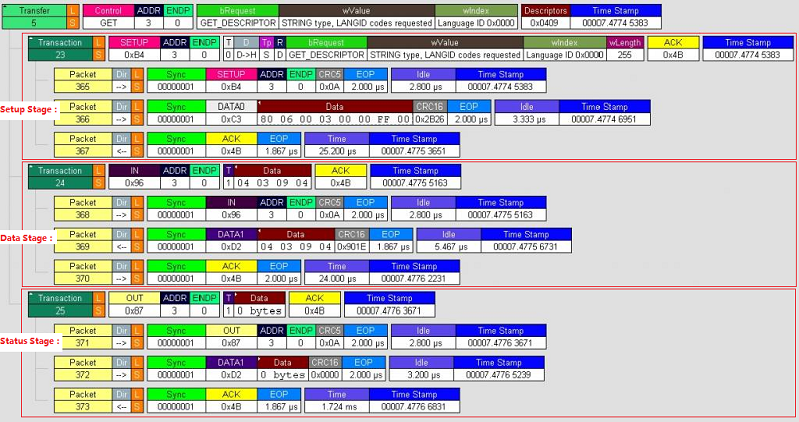 Transfer L Control ADDR ENDP bRequest wValue wIndex Descriptors Time Stamp
5 S GET 3 0 GET_DESCRIPTOR STRING type, LANGID codes requested Language ID 0x0000 0x0409 00007.4774 5383
Transaction L SETUP ADDR ENDP T D Tp R bRequest wValue wIndex wLength ACK Time Stamp
23 S 0xB4 3 0 0 D->H S D GET_DESCRIPTOR STRING type, LANGID codes requested Language ID 0x0000 255 0x4B 00007.4774 5383
Packet Dir L Sync SETUP ADDR ENDP CRC5 EOP Idle Time Stamp
365 --> S 00000001 0xB4 3 0 0x0A 2.000 µs 2.800 µs 00007.4774 5383
Setup Stage :
Packet Dir L Sync DATA0 Data CRC16 EOP Idle Time Stamp
366 --> S 00000001 0xC3 80 06 00 03 00 00 FF 00 0x2B26 2.000 µs 3.333 µs 00007.4774 6951
Packet Dir L Sync ACK EOP Time Time Stamp
367 <-- S 00000001 0x4B 1.867 µs 25.200 µs 00007.4775 3651
Transaction L IN ADDR ENDP T Data ACK Time Stamp
24 S 0x96 3 0 1 04 03 09 04 0x4B 00007.4775 5163
Packet Dir L Sync IN ADDR ENDP CRC5 EOP Idle Time Stamp
368 --> S 00000001 0x96 3 0 0x0A 2.000 µs 2.800 µs 00007.4775 5163
Data Stage :
Packet Dir L Sync DATA1 Data CRC16 EOP Idle Time Stamp
369 <-- S 00000001 0xD2 04 03 09 04 0x901E 1.867 µs 5.467 µs 00007.4775 6731
Packet Dir L Sync ACK EOP Time Time Stamp
370 --> S 00000001 0x4B 2.000 µs 24.000 µs 00007.4776 2231
Transaction L OUT ADDR ENDP T Data ACK Time Stamp
25 S 0x87 3 0 1 0 bytes 0x4B 00007.4776 3671
Packet Dir L Sync OUT ADDR ENDP CRC5 EOP Idle Time Stamp
371 --> S 00000001 0x87 3 0 0x0A 2.000 µs 2.800 µs 00007.4776 3671
Status Stage :
Packet Dir L Sync DATA1 Data CRC16 EOP Idle Time Stamp
372 --> S 00000001 0xD2 0 bytes 0x0000 2.000 µs 3.200 µs 00007.4776 5239
Packet Dir L Sync ACK EOP Time Time Stamp
373 <-- S 00000001 0x4B 1.867 µs 1.724 ms 00007.4776 6831